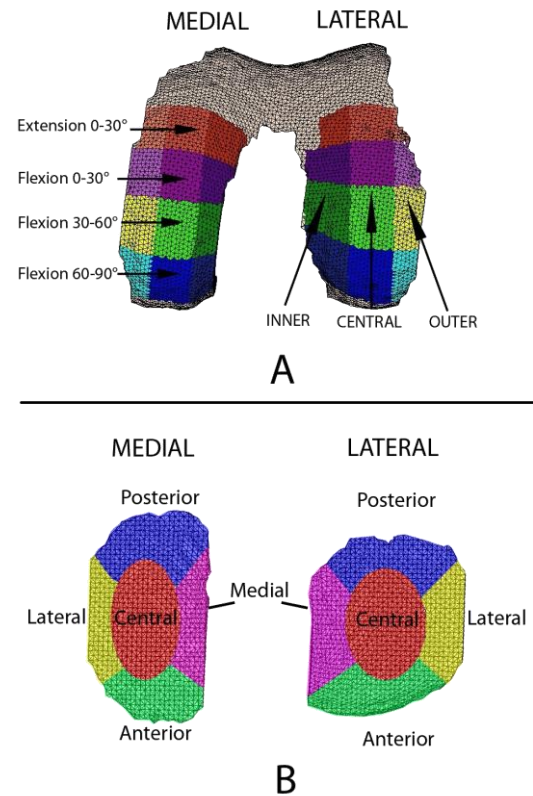 MEDIAL LATERAL
Extension 0-30°
Flexion 0-30°
Flexion 30-60°
Flexion 60-90°
INNER CENTRAL OUTER
A
MEDIAL LATERAL
Posterior Posterior
Medial
Lateral Central Central Lateral
Anterior Anterior
B